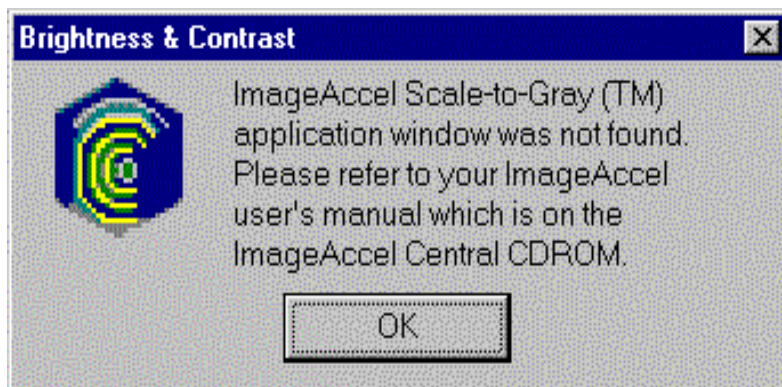 Brightness & Contrast
ImageAccel Scale-to-Gray (TM)
application window was not found.
Please refer to your ImageAccel
user's manual which is on the
ImageAccel Central CDROM.
OK